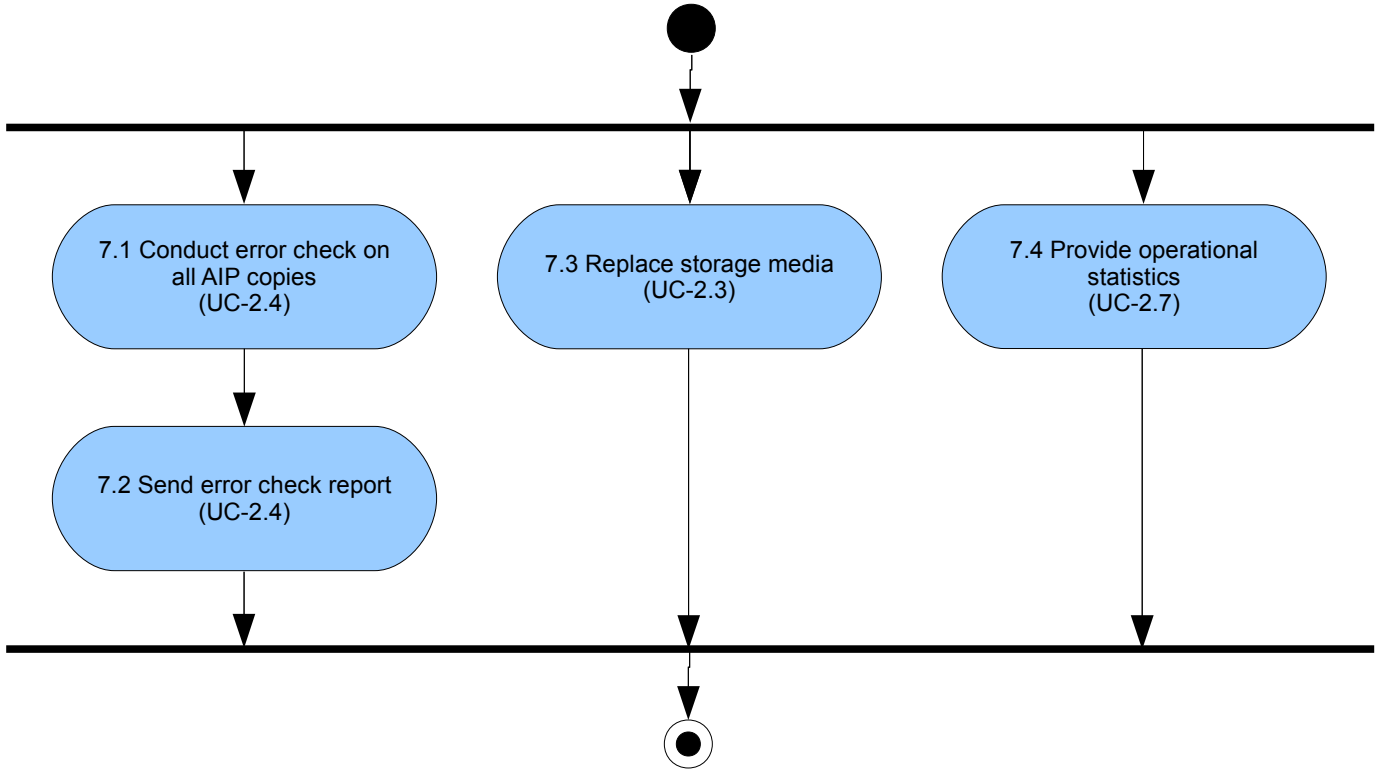 7.1 Conduct error check on
all AIP copies
(UC-2.4)
7.3 Replace storage media
(UC-2.3)
7.4 Provide operational
statistics
(UC-2.7)
7.2 Send error check report
(UC-2.4)